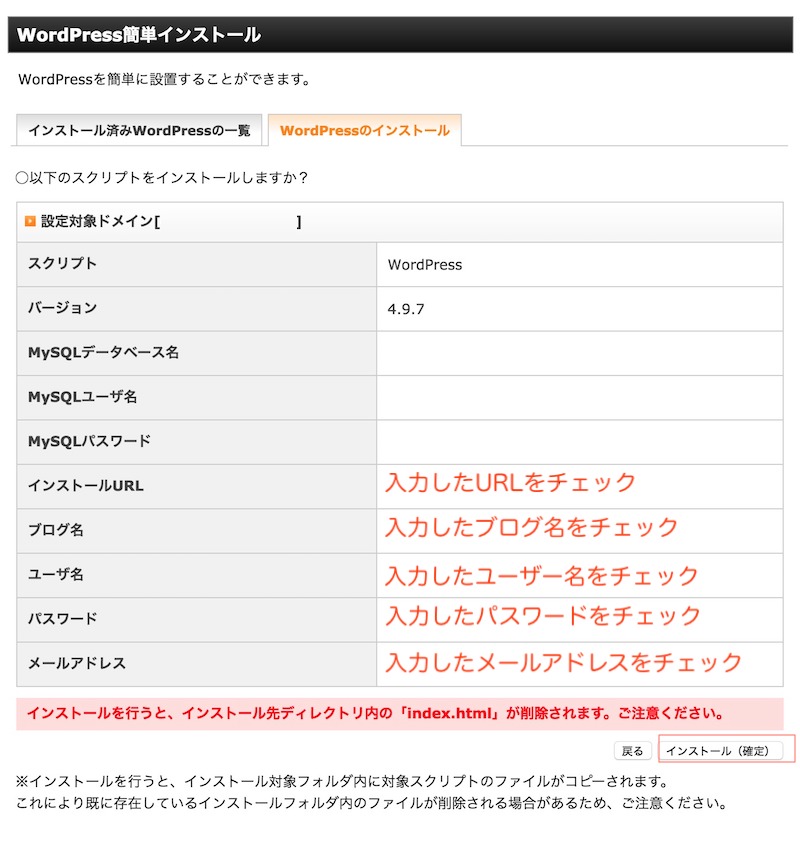 WordPress簡単インストール
WordPressを簡単に設置することができます。
インストール済みWordPressの一覧 WordPressのインストール
○以下のスクリプトをインストールしますか？
設定対象ドメイン[ ]
スクリプト WordPress
バージョン 4.9.7
MySQLデータベース名
MySQLユーザ名
MySQLパスワード
インストールURL 入力したURLをチェック
ブログ名 入力したブログ名をチェック
ユーザ名 入力したユーザー名をチェック
パスワード 入力したパスワードをチェック
メールアドレス 入力したメールアドレスをチェック
インストールを行うと、インストール先ディレクトリ内の「index.html」が削除されます。ご注意ください。
戻る インストール（確定）
※インストールを行うと、インストール対象フォルダ内に対象スクリプトのファイルがコピーされます。
これにより既に存在しているインストールフォルダ内のファイルが削除される場合があるため、ご注意ください。